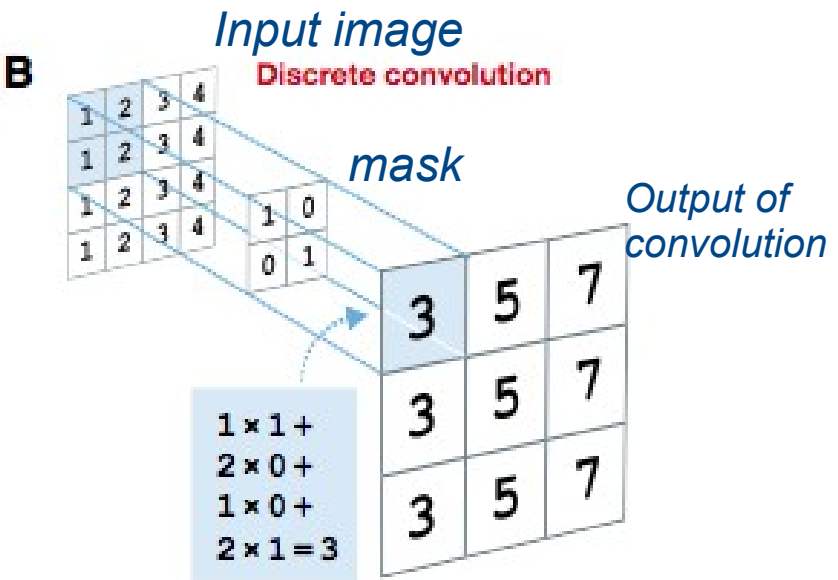 Input image
B
Discrete convolution
1 2 3 4
1 2 3 4
1 2 3 4
1 2 3 4
mask
1 0
0 1
Output of
convolution
3 5 7
3 5 7
3 5 7
1 × 1 +
2 × 0 +
1 × 0 +
2 × 1 = 3